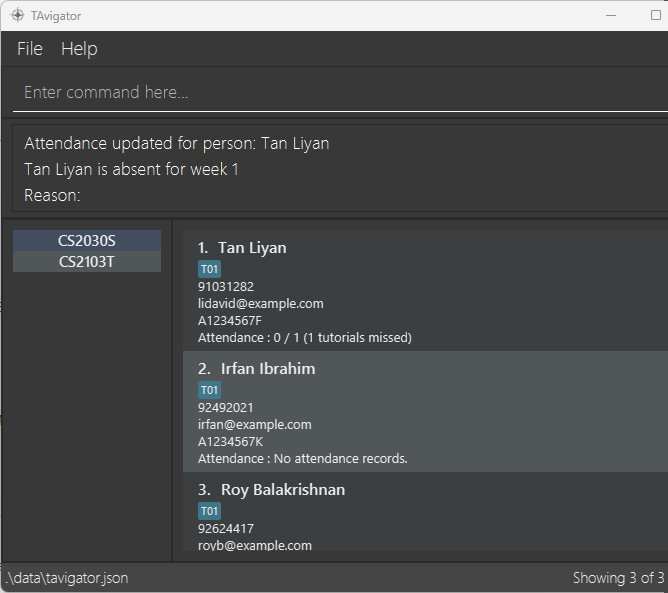 TAvigator
File Help
Enter command here...
Attendance updated for person: Tan Liyan
Tan Liyan is absent for week 1
Reason:
CS2030S
CS2103T
1. Tan Liyan
T01
91031282
lidavid@example.com
A1234567F
Attendance : 0 / 1 (1 tutorials missed)
2. Irfan Ibrahim
T01
92492021
irfan@example.com
A1234567K
Attendance : No attendance records.
3. Roy Balakrishnan
T01
92624417
royb@example.com
.\data\tavigator.json
Showing 3 of 3